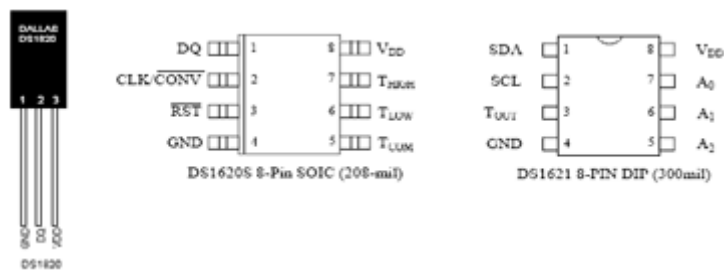 DALLAS
DS1820
1 2 3
GND DQ VDD
DS1820
DQ 1 8 VDD
CLK/CONV 2 7 THIGH
RST 3 6 TLOW
GND 4 5 TCOM
DS1620S 8-Pin SOIC (208-mil)
SDA 1 8 VDD
SCL 2 7 A0
TOUT 3 6 A1
GND 4 5 A2
DS1621 8-PIN DIP (300mil)